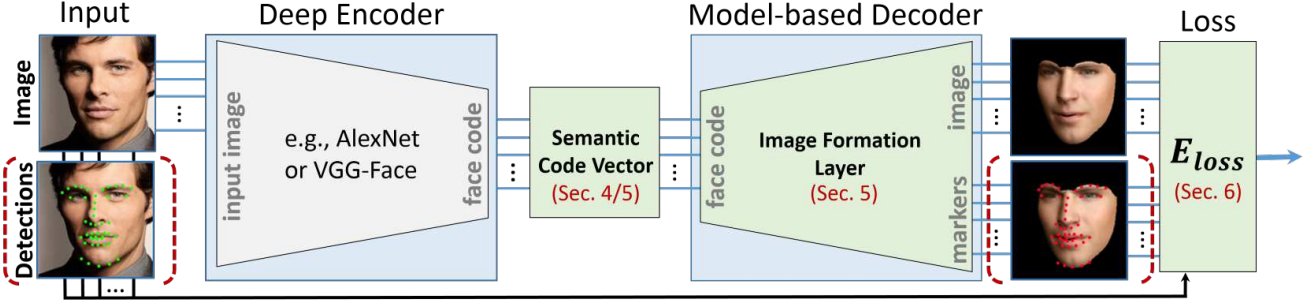 Input
Deep Encoder
Model-based Decoder
Loss
Image
Detections
input image
e.g., AlexNet
or VGG-Face
face code
Semantic
Code Vector
(Sec. 4/5)
face code
Image Formation
Layer
(Sec. 5)
image
markers
E_loss
(Sec. 6)